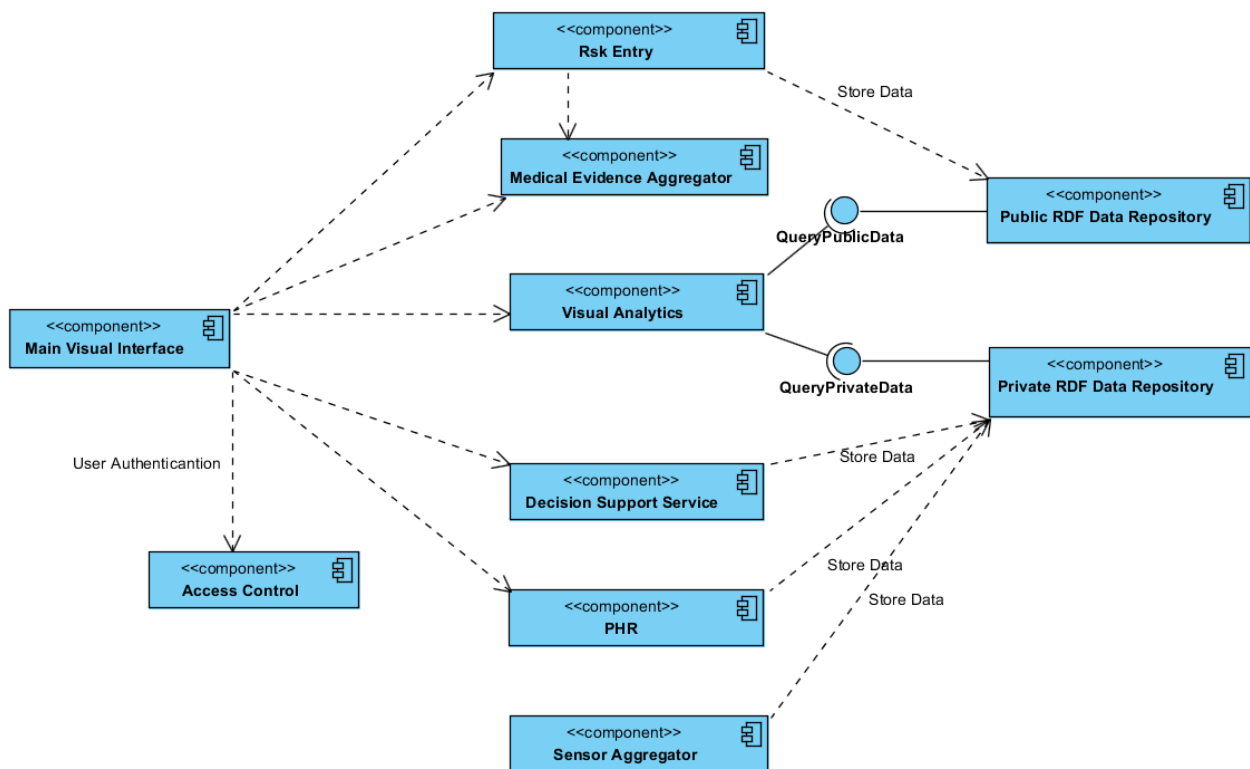 <<component>>
Rsk Entry
Store Data
<<component>>
Medical Evidence Aggregator
<<component>>
Public RDF Data Repository
QueryPublicData
<<component>>
Visual Analytics
<<component>>
Main Visual Interface
<<component>>
Private RDF Data Repository
QueryPrivateData
User Authenticantion
Store Data
<<component>>
Decision Support Service
<<component>>
Access Control
Store Data
<<component>>
PHR
Store Data
<<component>>
Sensor Aggregator